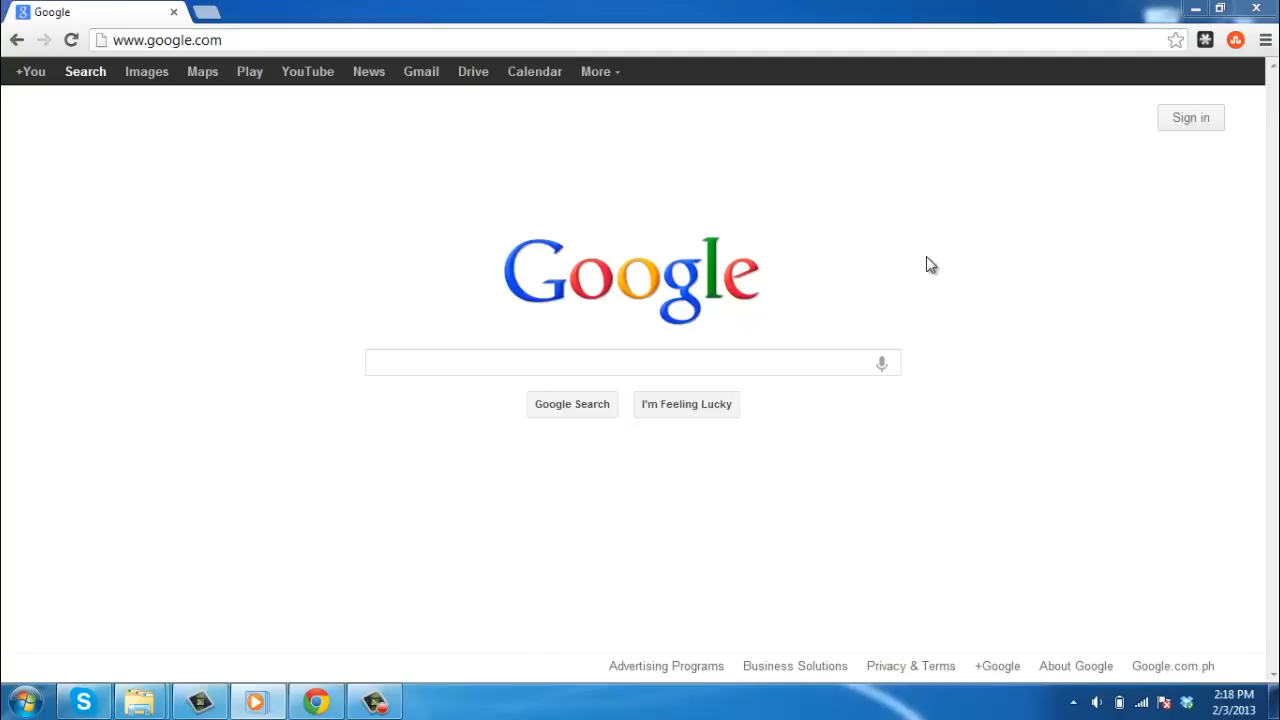 Google
www.google.com
+You Search Images Maps Play YouTube News Gmail Drive Calendar More
Sign in
Google
Google Search I'm Feeling Lucky
Advertising Programs Business Solutions Privacy & Terms +Google About Google Google.com.ph
2:18 PM
2/3/2013